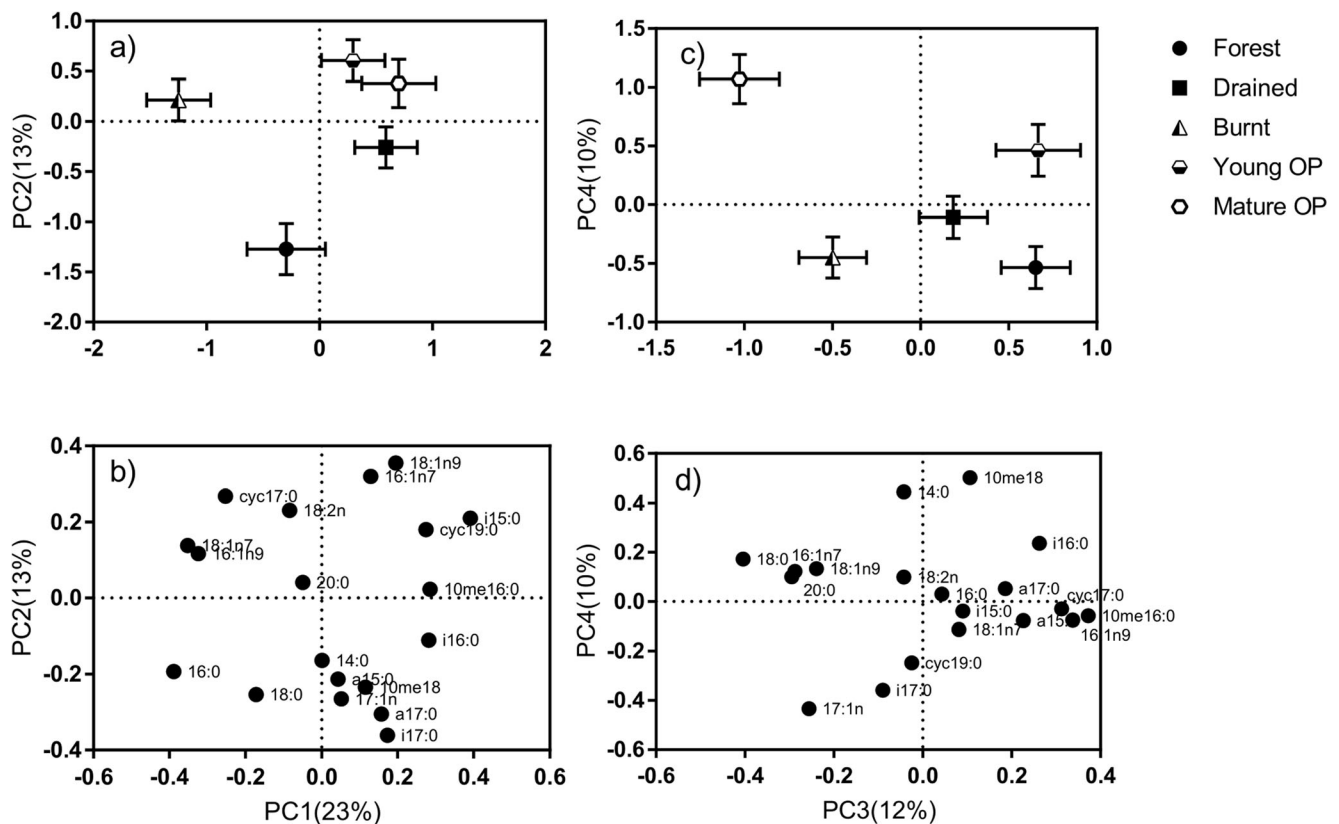 a)
PC2(13%)
1.0
0.5
0.0
-0.5
-1.0
-1.5
-2.0
-2
-1
0
1
2
c)
PC4(10%)
1.5
1.0
0.5
0.0
-0.5
-1.0
-1.5
-1.0
-0.5
0.0
0.5
1.0
Forest
Drained
Burnt
Young OP
Mature OP
b)
PC2(13%)
0.4
0.2
0.0
-0.2
-0.4
18:1n9
16:1n7
cyc17:0
18:2n
i15:0
cyc19:0
18:1n7
16:1n9
20:0
10me16:0
i16:0
14:0
16:0
a15:0
10me18
18:0
17:1n
a17:0
i17:0
-0.6
-0.4
-0.2
0.0
0.2
0.4
0.6
PC1(23%)
d)
PC4(10%)
0.6
0.4
0.2
0.0
-0.2
-0.4
-0.6
10me18
14:0
i16:0
18:0
16:1n7
18:1n9
20:0
18:2n
16:0
a17:0
cyc17:0
i15:0
10me16:0
18:1n7
16:1n9
cyc19:0
i17:0
17:1n
-0.6
-0.4
-0.2
0.0
0.2
0.4
PC3(12%)